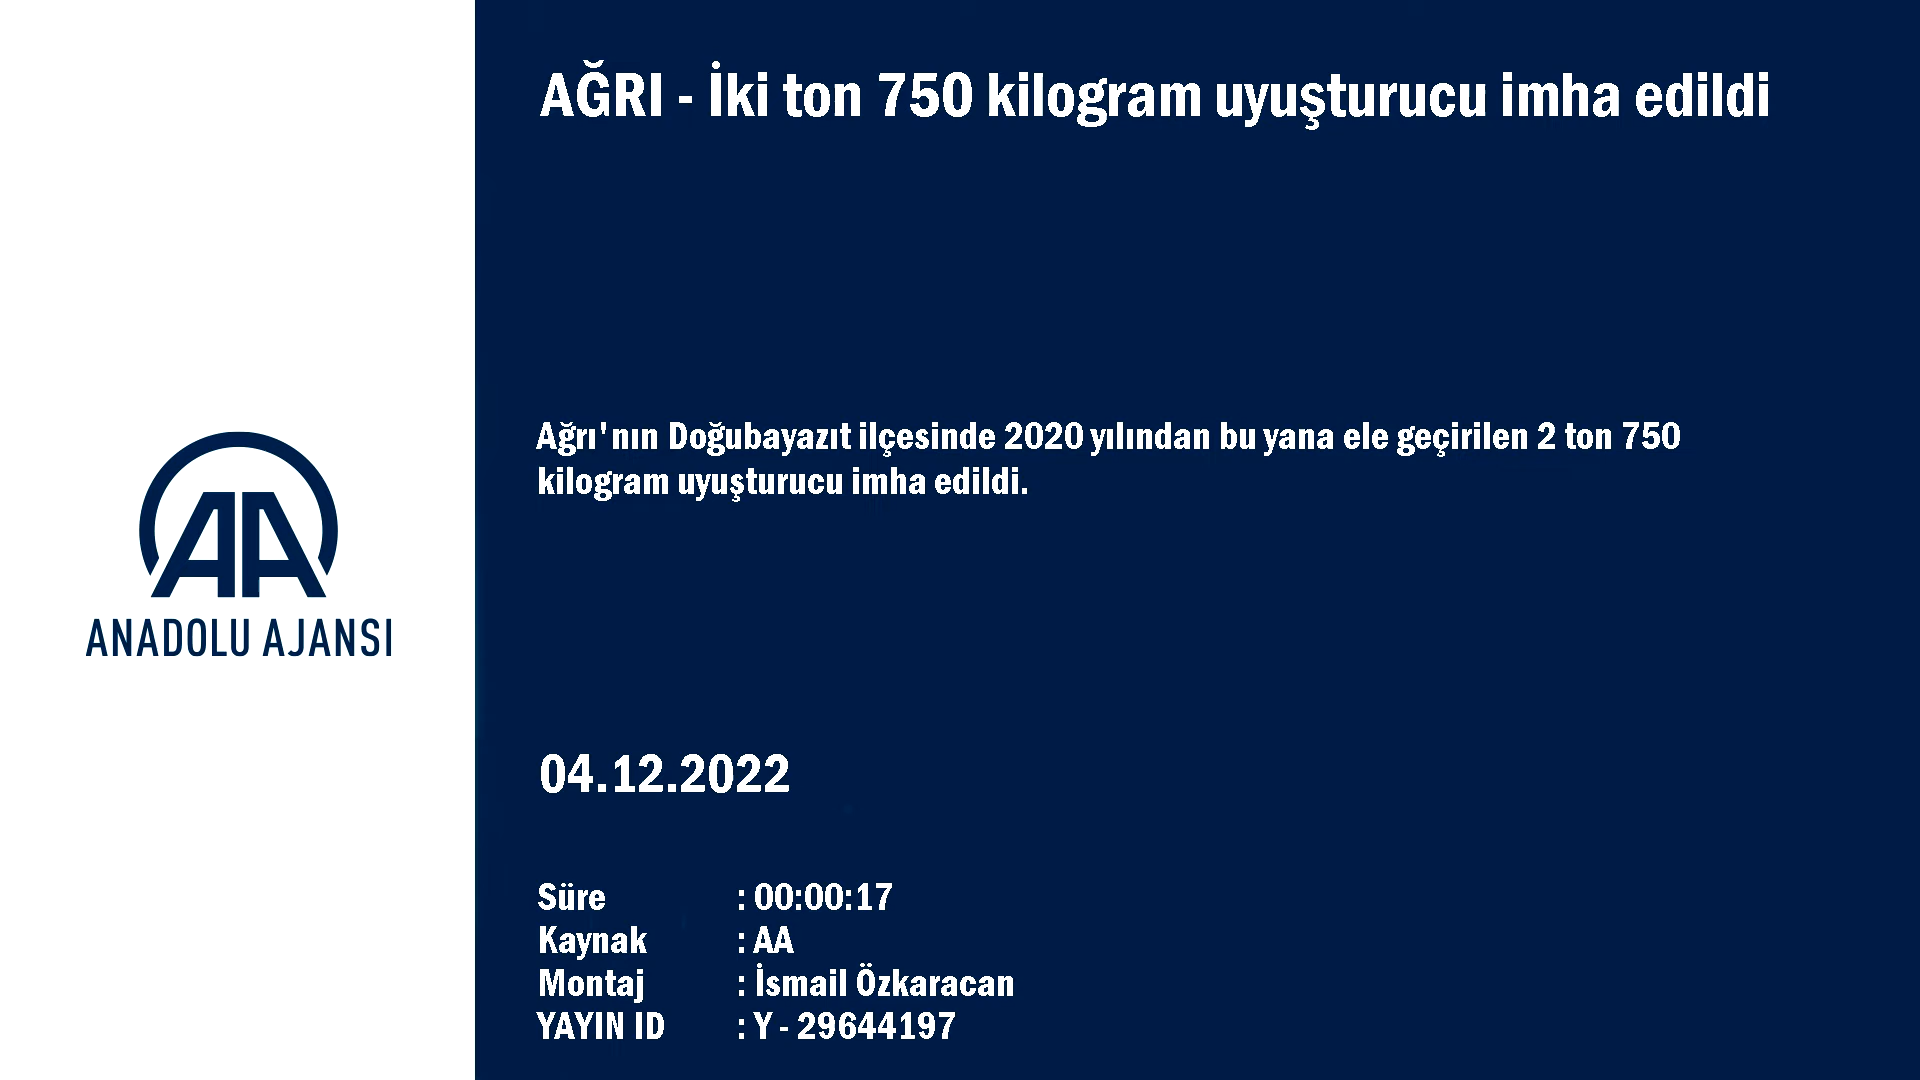 AĞRI - İki ton 750 kilogram uyuşturucu imha edildi
Ağrı'nın Doğubayazıt ilçesinde 2020 yılından bu yana ele geçirilen 2 ton 750
kilogram uyuşturucu imha edildi.
AA
ANADOLU AJANSI
04.12.2022
Süre : 00:00:17
Kaynak : AA
Montaj : İsmail Özkaracan
YAYIN ID : Y - 29644197